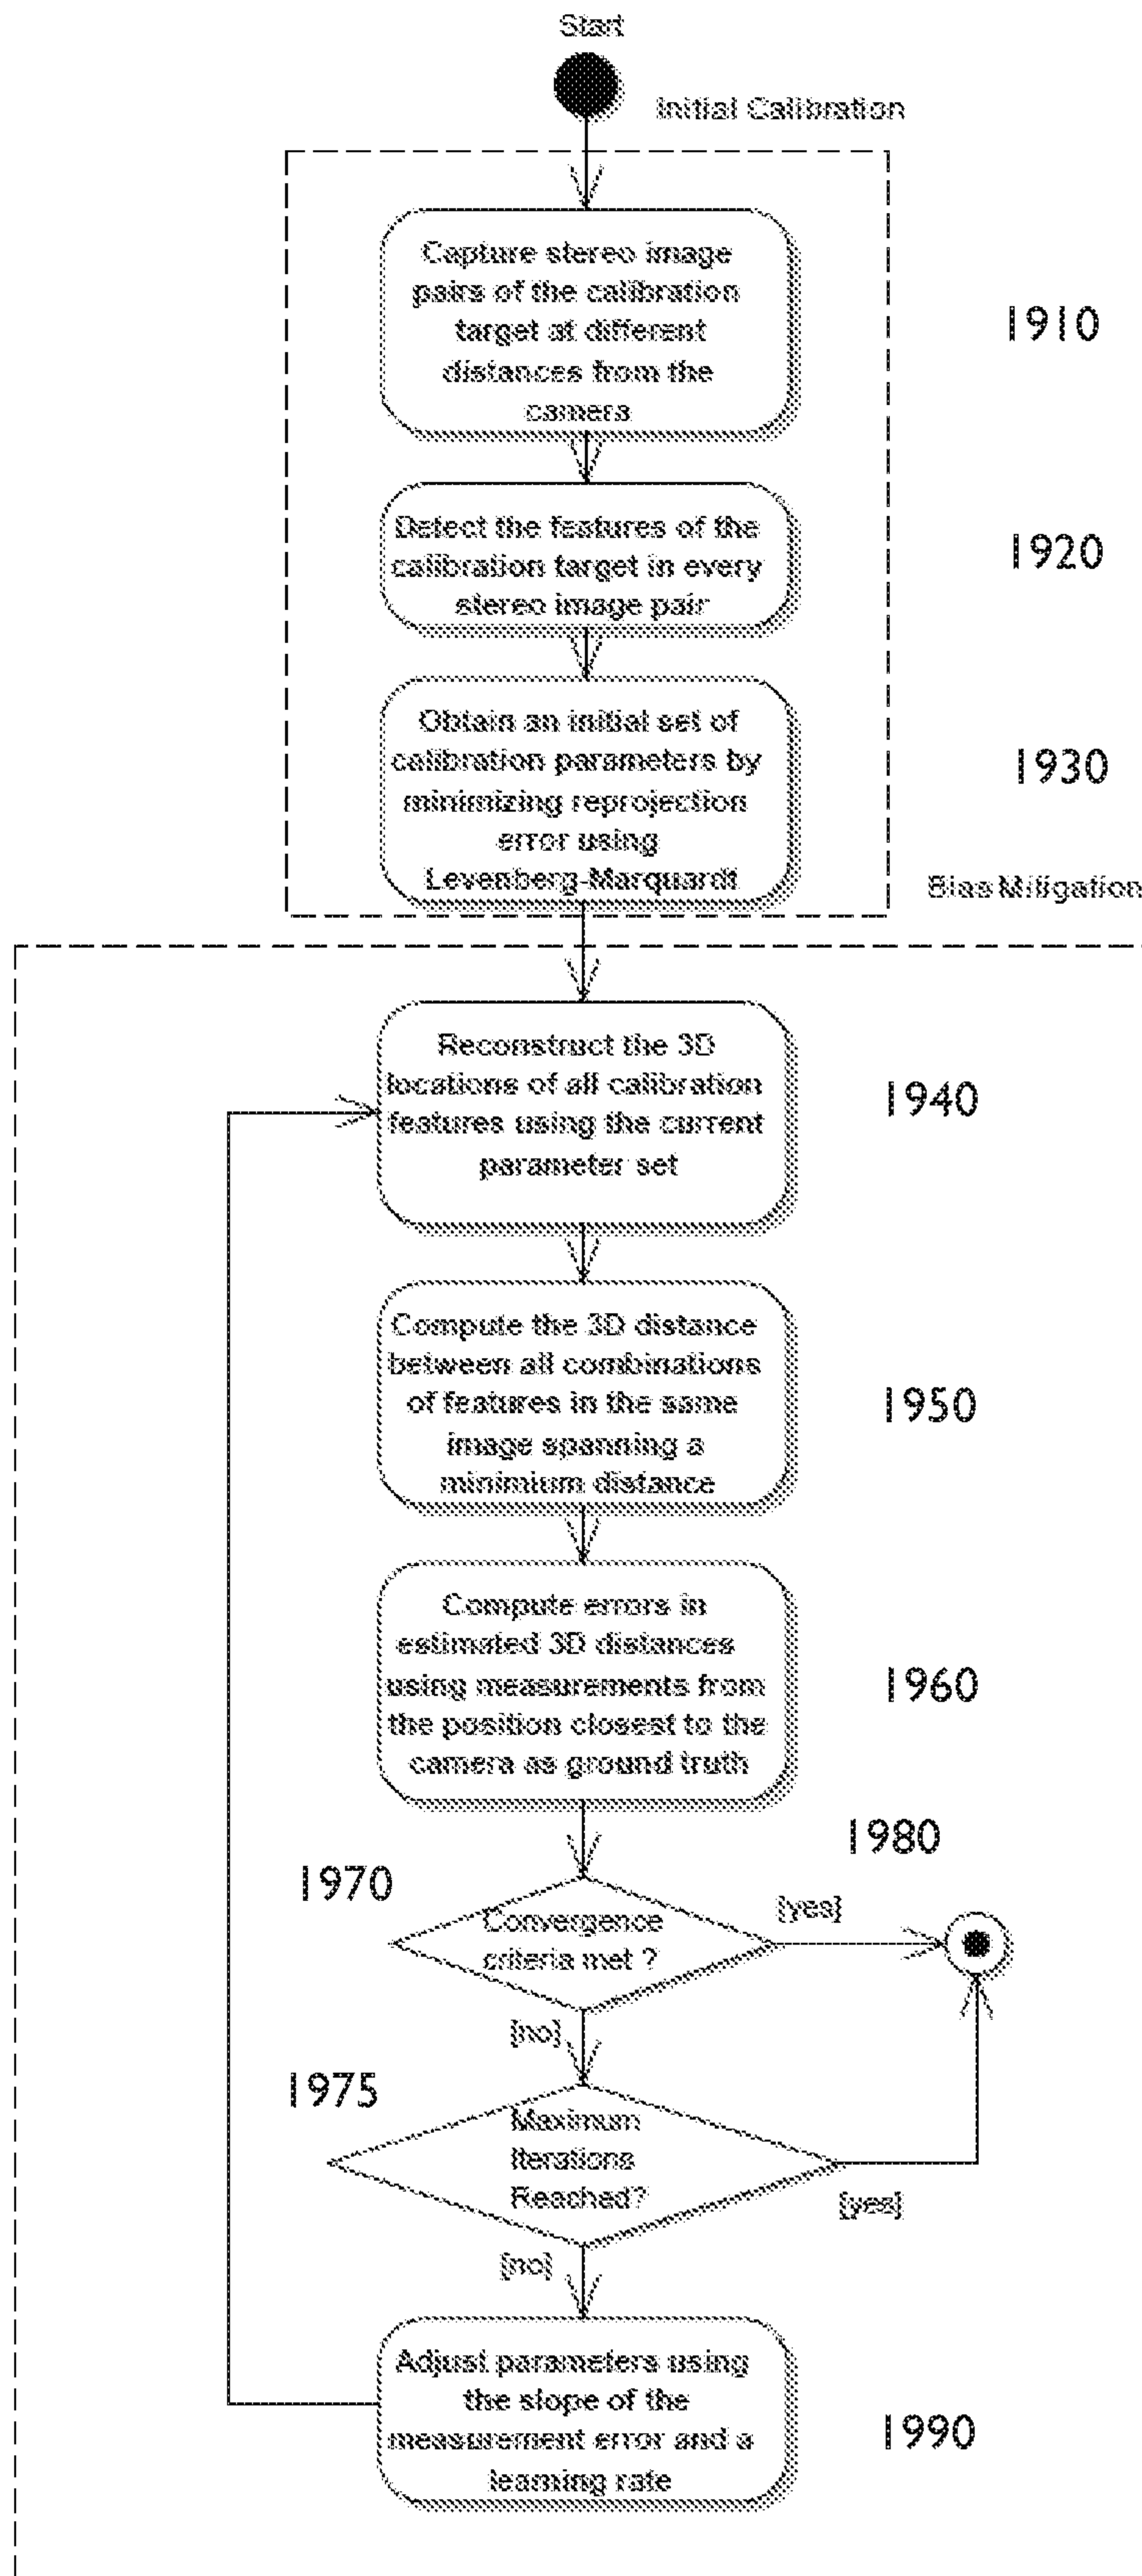 Start
Initial Calibration
Capture stereo image
pairs of the calibration
target at different
distances from the
camera
1910
Detect the features of the
calibration target in every
stereo image pair
1920
Obtain an initial set of
calibration parameters by
minimizing reprojection
error using
Levenberg-Marquardt
1930
Bias Mitigation
Reconstruct the 3D
locations of all calibration
features using the current
parameter set
1940
Compute the 3D distance
between all combinations
of features in the same
image spanning a
minimium distance
1950
Compute errors in
estimated 3D distances
using measurements from
the position closest to the
camera as ground truth
1960
1980
1970
Convergence
criteria met ?
[yes]
[no]
1975
Maximum
Iterations
Reached?
[yes]
[no]
Adjust parameters using
the slope of the
measurement error and a
learning rate
1990